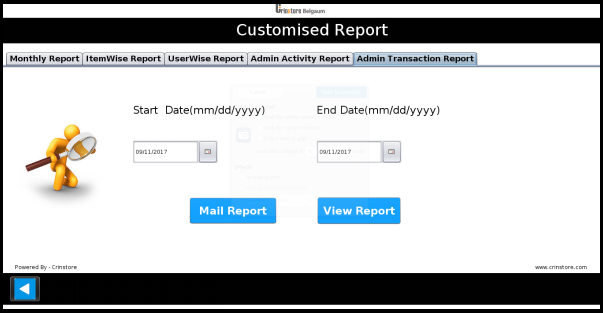 Crinstore Belgaum
Customised Report
Monthly Report ItemWise Report UserWise Report Admin Activity Report Admin Transaction Report
Start Date(mm/dd/yyyy) End Date(mm/dd/yyyy)
09/11/2017 09/11/2017
Mail Report View Report
Powered By - Crinstore www.crinstore.com